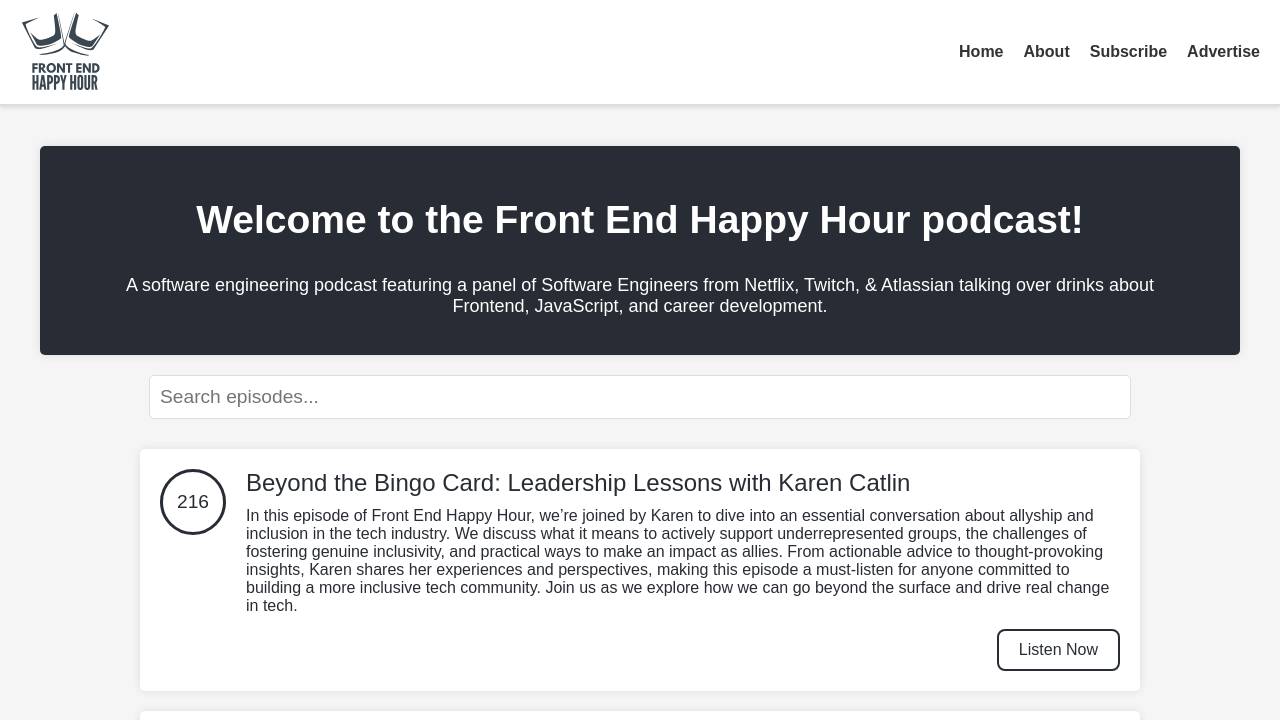 FRONT END
HAPPY HOUR
Home
About
Subscribe
Advertise
Welcome to the Front End Happy Hour podcast!
A software engineering podcast featuring a panel of Software Engineers from Netflix, Twitch, & Atlassian talking over drinks about
Frontend, JavaScript, and career development.
Search episodes...
216
Beyond the Bingo Card: Leadership Lessons with Karen Catlin
In this episode of Front End Happy Hour, we’re joined by Karen to dive into an essential conversation about allyship and
inclusion in the tech industry. We discuss what it means to actively support underrepresented groups, the challenges of
fostering genuine inclusivity, and practical ways to make an impact as allies. From actionable advice to thought-provoking
insights, Karen shares her experiences and perspectives, making this episode a must-listen for anyone committed to
building a more inclusive tech community. Join us as we explore how we can go beyond the surface and drive real change
in tech.
Listen Now